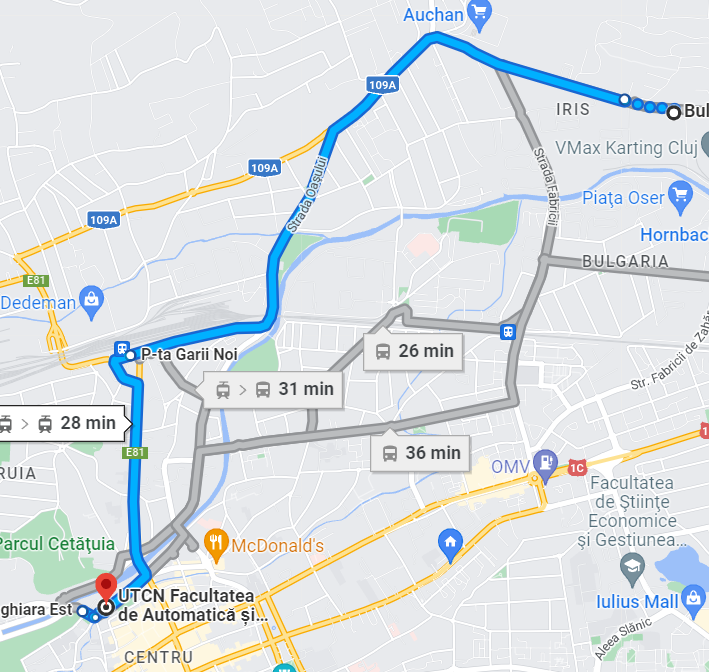 Auchan
109A
IRIS
Bul
VMax Karting Cluj
109A
Strada Oașului
Strada Fabricii
Piața Oser
109A
Hornbac
BULGARIA
E81
Dedeman
P-ta Garii Noi
26 min
31 min
Str. Fabricii de Zahăr
28 min
E81
36 min
1C
1C
OMV
RUIA
Facultatea
de Științe
Economice
și Gestiunea...
Parcul Cetățuia
McDonald's
UTCN Facultatea
de Automatică și...
ghiara Est
Iulius Mall
Aleea Slănic
CENTRU